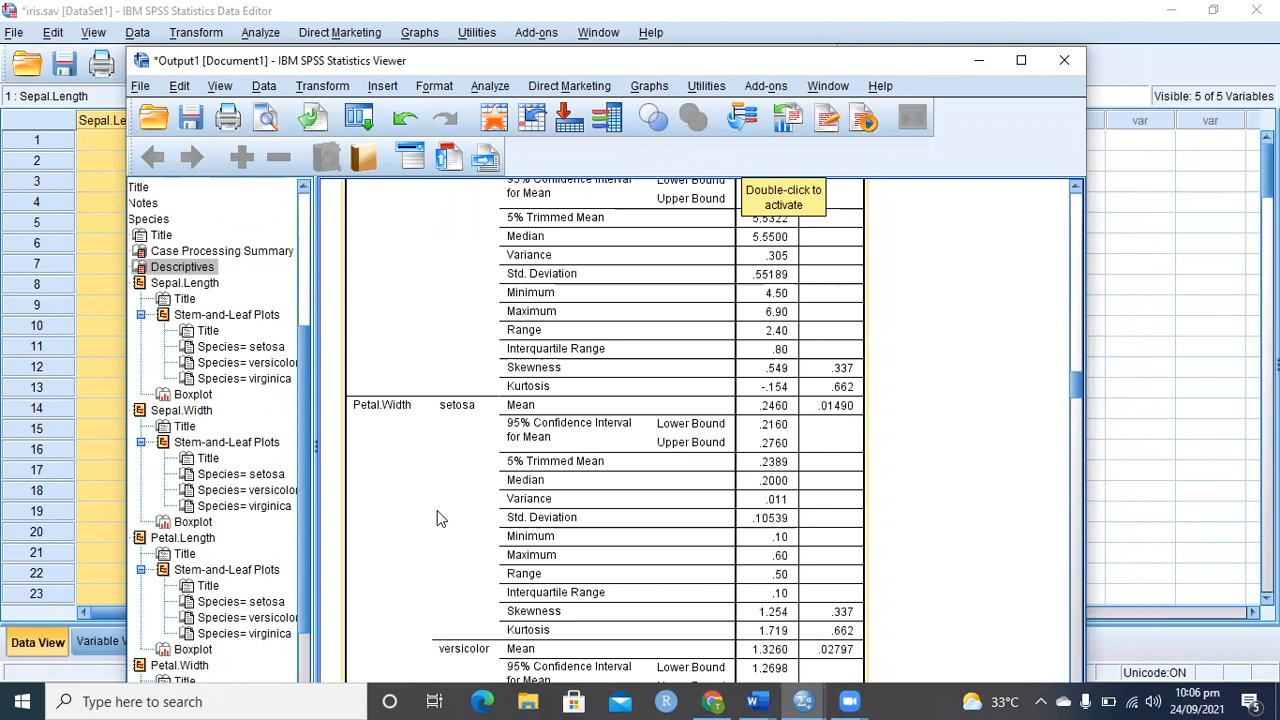 *iris.sav [DataSet1] - IBM SPSS Statistics Data Editor
File Edit View Data Transform Analyze Direct Marketing Graphs Utilities Add-ons Window Help
*Output1 [Document1] - IBM SPSS Statistics Viewer
File Edit View Data Transform Insert Format Analyze Direct Marketing Graphs Utilities Add-ons Window Help
1 : Sepal.Length
Visible: 5 of 5 Variables
Sepal.Le
var var
1
2
3
4
5
6
7
8
9
10
11
12
13
14
15
16
17
18
19
20
21
22
23
Title
Notes
Species
Title
Case Processing Summary
Descriptives
Sepal.Length
Title
Stem-and-Leaf Plots
Title
Species= setosa
Species= versicolor
Species= virginica
Boxplot
Sepal.Width
Title
Stem-and-Leaf Plots
Title
Species= setosa
Species= versicolor
Species= virginica
Boxplot
Petal.Length
Title
Stem-and-Leaf Plots
Title
Species= setosa
Species= versicolor
Species= virginica
Boxplot
Petal.Width
Title
Double-click to
activate
95% Confidence Interval Lower Bound
for Mean Upper Bound
5% Trimmed Mean 5.5322
Median 5.5500
Variance .305
Std. Deviation .55189
Minimum 4.50
Maximum 6.90
Range 2.40
Interquartile Range .80
Skewness .549 .337
Kurtosis -.154 .662
Petal.Width setosa Mean .2460 .01490
95% Confidence Interval Lower Bound .2160
for Mean Upper Bound .2760
5% Trimmed Mean .2389
Median .2000
Variance .011
Std. Deviation .10539
Minimum .10
Maximum .60
Range .50
Interquartile Range .10
Skewness 1.254 .337
Kurtosis 1.719 .662
versicolor Mean 1.3260 .02797
95% Confidence Interval Lower Bound 1.2698
for Mean
Data View Variable V
Unicode:ON
Type here to search
33°C
10:06 pm
24/09/2021
5